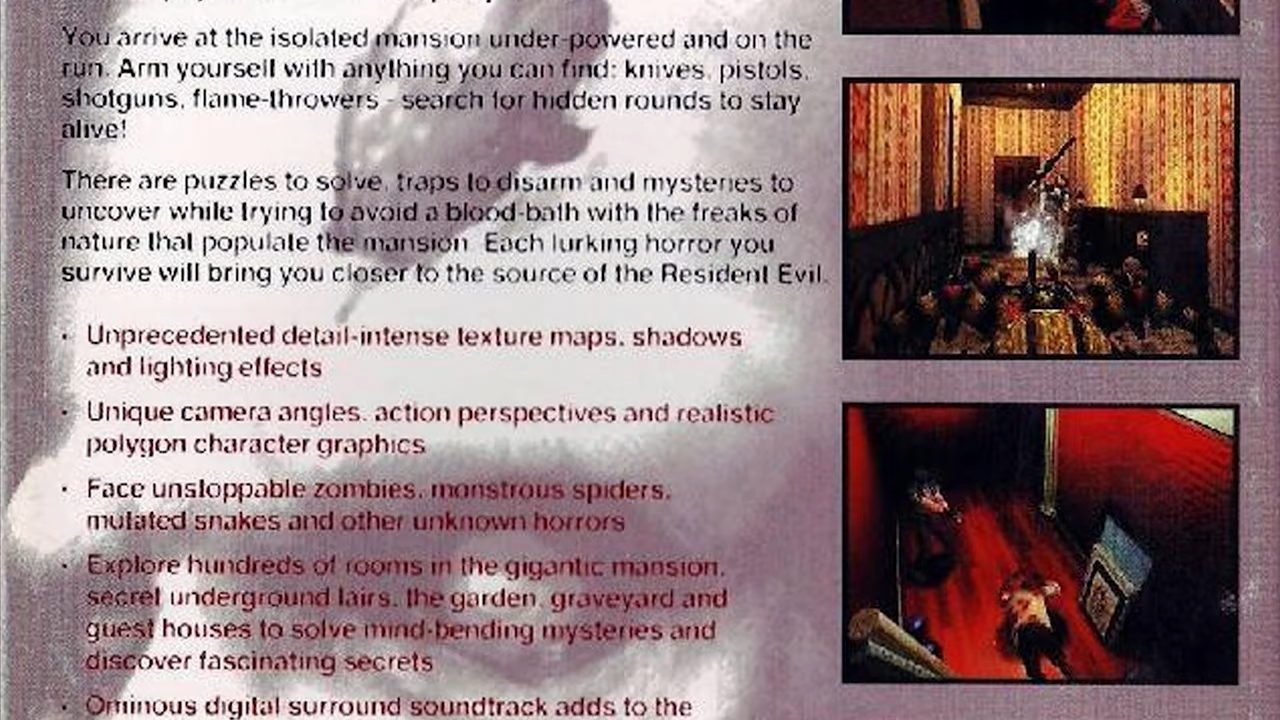 You arrive at the isolated mansion under-powered and on the
run. Arm yourself with anything you can find: knives, pistols,
shotguns, flame-throwers - search for hidden rounds to stay
alive!
There are puzzles to solve, traps to disarm and mysteries to
uncover while trying to avoid a blood-bath with the freaks of
nature that populate the mansion. Each lurking horror you
survive will bring you closer to the source of the Resident Evil.
· Unprecedented detail-intense texture maps, shadows
and lighting effects
· Unique camera angles, action perspectives and realistic
polygon character graphics
· Face unstoppable zombies, monstrous spiders,
mutated snakes and other unknown horrors
· Explore hundreds of rooms in the gigantic mansion,
secret underground lairs, the garden, graveyard and
guest houses to solve mind-bending mysteries and
discover fascinating secrets
· Ominous digital surround soundtrack adds to the